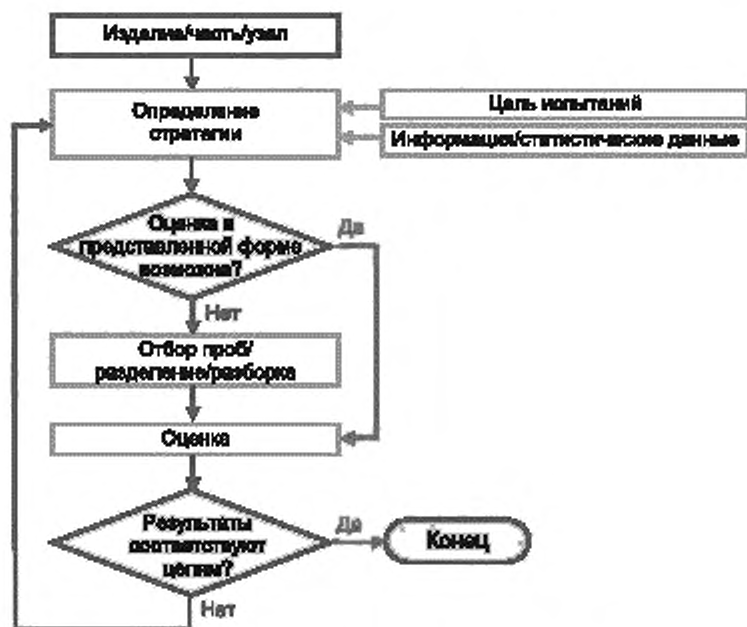 Изделие/часть/узел
Определение
стратегии
Цель испытаний
Информация/статистические данные
Оценка в
представленной форме
возможна?
Да
Нет
Отбор проб/
разделение/разборка
Оценка
Результаты
соответствуют
целям?
Да
Конец
Нет